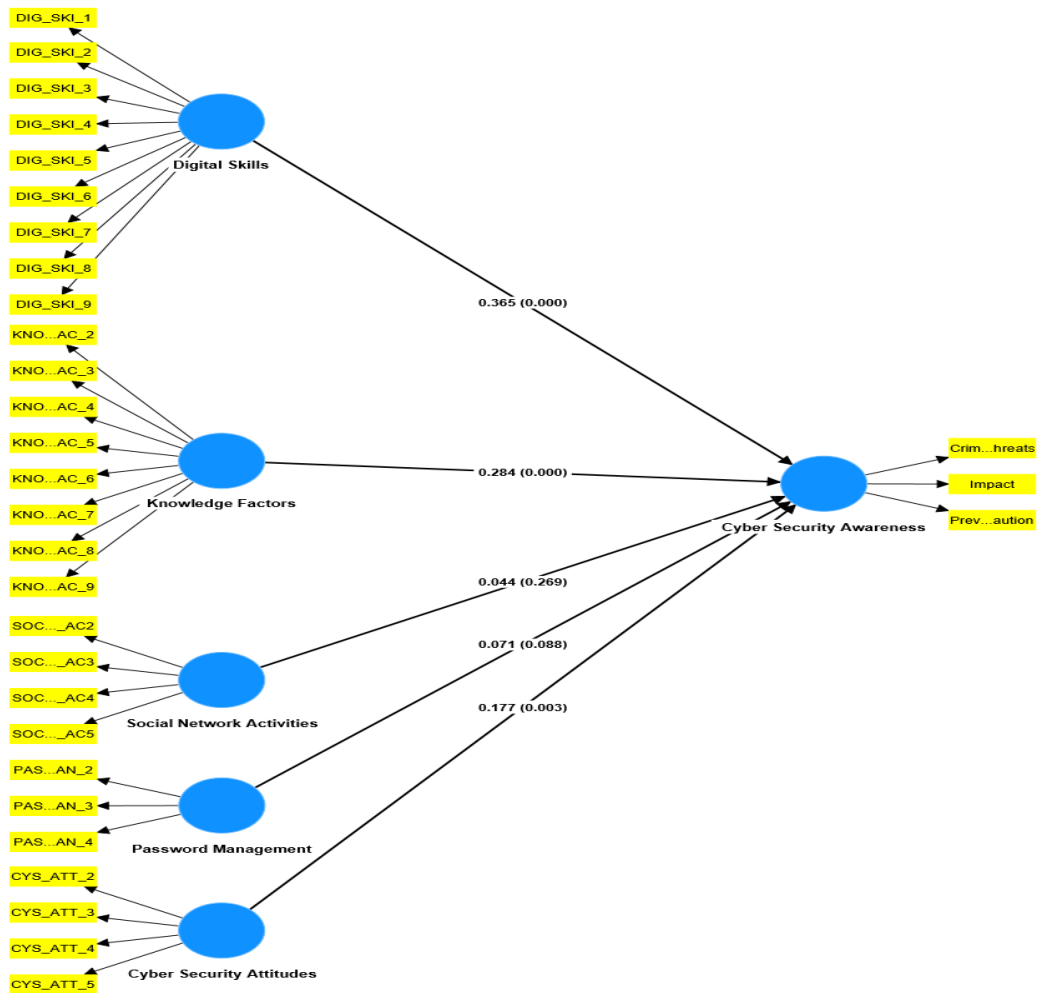 DIG_SKI_1
DIG_SKI_2
DIG_SKI_3
DIG_SKI_4
DIG_SKI_5
DIG_SKI_6
DIG_SKI_7
DIG_SKI_8
DIG_SKI_9
Digital Skills
0.365 (0.000)
KNO...AC_2
KNO...AC_3
KNO...AC_4
KNO...AC_5
KNO...AC_6
KNO...AC_7
KNO...AC_8
KNO...AC_9
Knowledge Factors
0.284 (0.000)
Cyber Security Awareness
Crim...hreats
Impact
Prev...aution
SOC..._AC2
SOC..._AC3
SOC..._AC4
SOC..._AC5
Social Network Activities
0.044 (0.269)
PAS...AN_2
PAS...AN_3
PAS...AN_4
Password Management
0.071 (0.088)
CYS_ATT_2
CYS_ATT_3
CYS_ATT_4
CYS_ATT_5
Cyber Security Attitudes
0.177 (0.003)